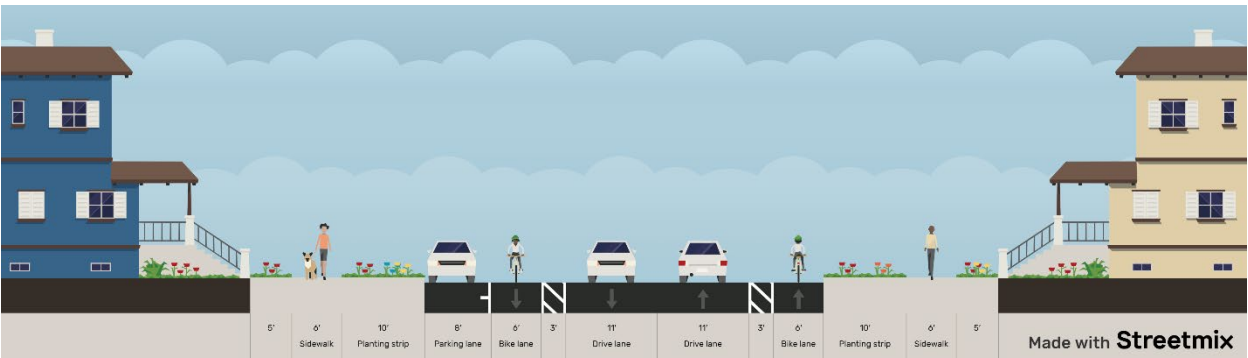 5' 6' 10' 8' 6' 3' 11' 11' 3' 6' 10' 6' 5'
Sidewalk Planting strip Parking lane Bike lane Drive lane Drive lane Bike lane Planting strip Sidewalk
Made with Streetmix